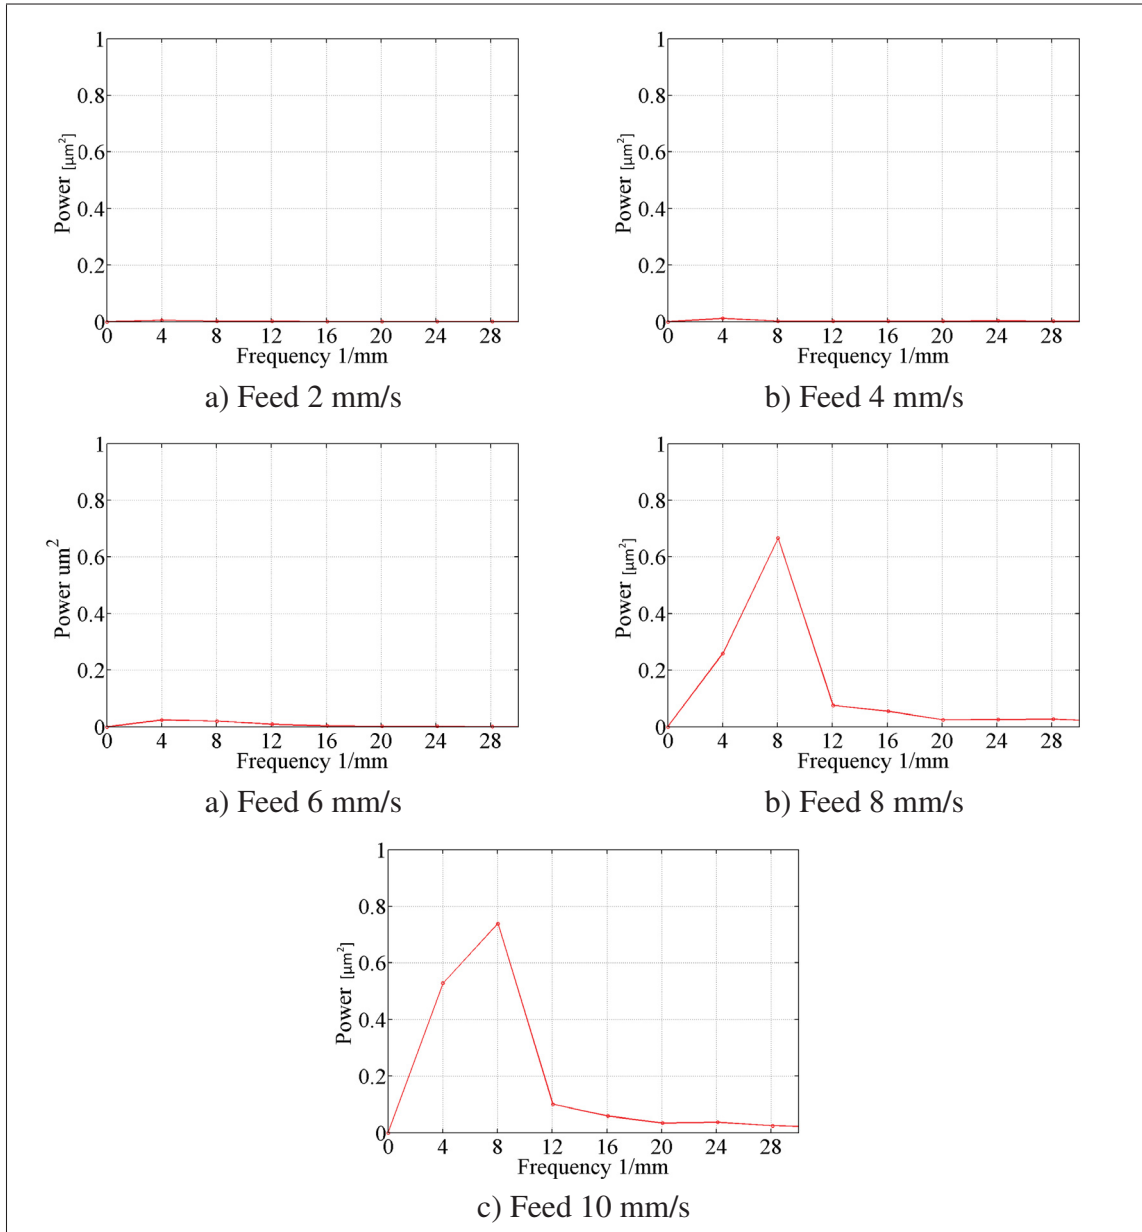 1
0.8
0.6
0.4
0.2
0
Power [μm²]
0 4 8 12 16 20 24 28
Frequency 1/mm
a) Feed 2 mm/s
1
0.8
0.6
0.4
0.2
0
Power [μm²]
0 4 8 12 16 20 24 28
Frequency 1/mm
b) Feed 4 mm/s
1
0.8
0.6
0.4
0.2
0
Power um²
0 4 8 12 16 20 24 28
Frequency 1/mm
a) Feed 6 mm/s
1
0.8
0.6
0.4
0.2
0
Power [μm²]
0 4 8 12 16 20 24 28
Frequency 1/mm
b) Feed 8 mm/s
1
0.8
0.6
0.4
0.2
0
Power [μm²]
0 4 8 12 16 20 24 28
Frequency 1/mm
c) Feed 10 mm/s